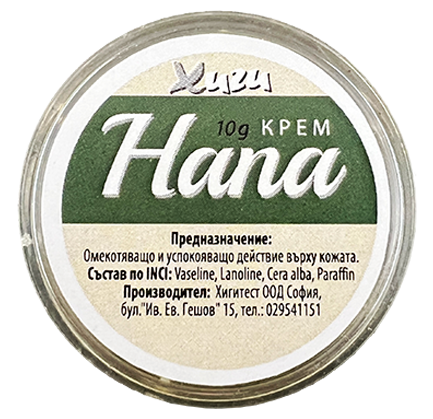 Хиги
10g КРЕМ
Нана
Предназначение:
Омекотяващо и успокояващо действие върху кожата.
Състав по INCI: Vaseline, Lanoline, Cera alba, Paraffin
Производител: Хигитест ООД София,
бул."Ив. Ев. Гешов" 15, тел.: 029541151